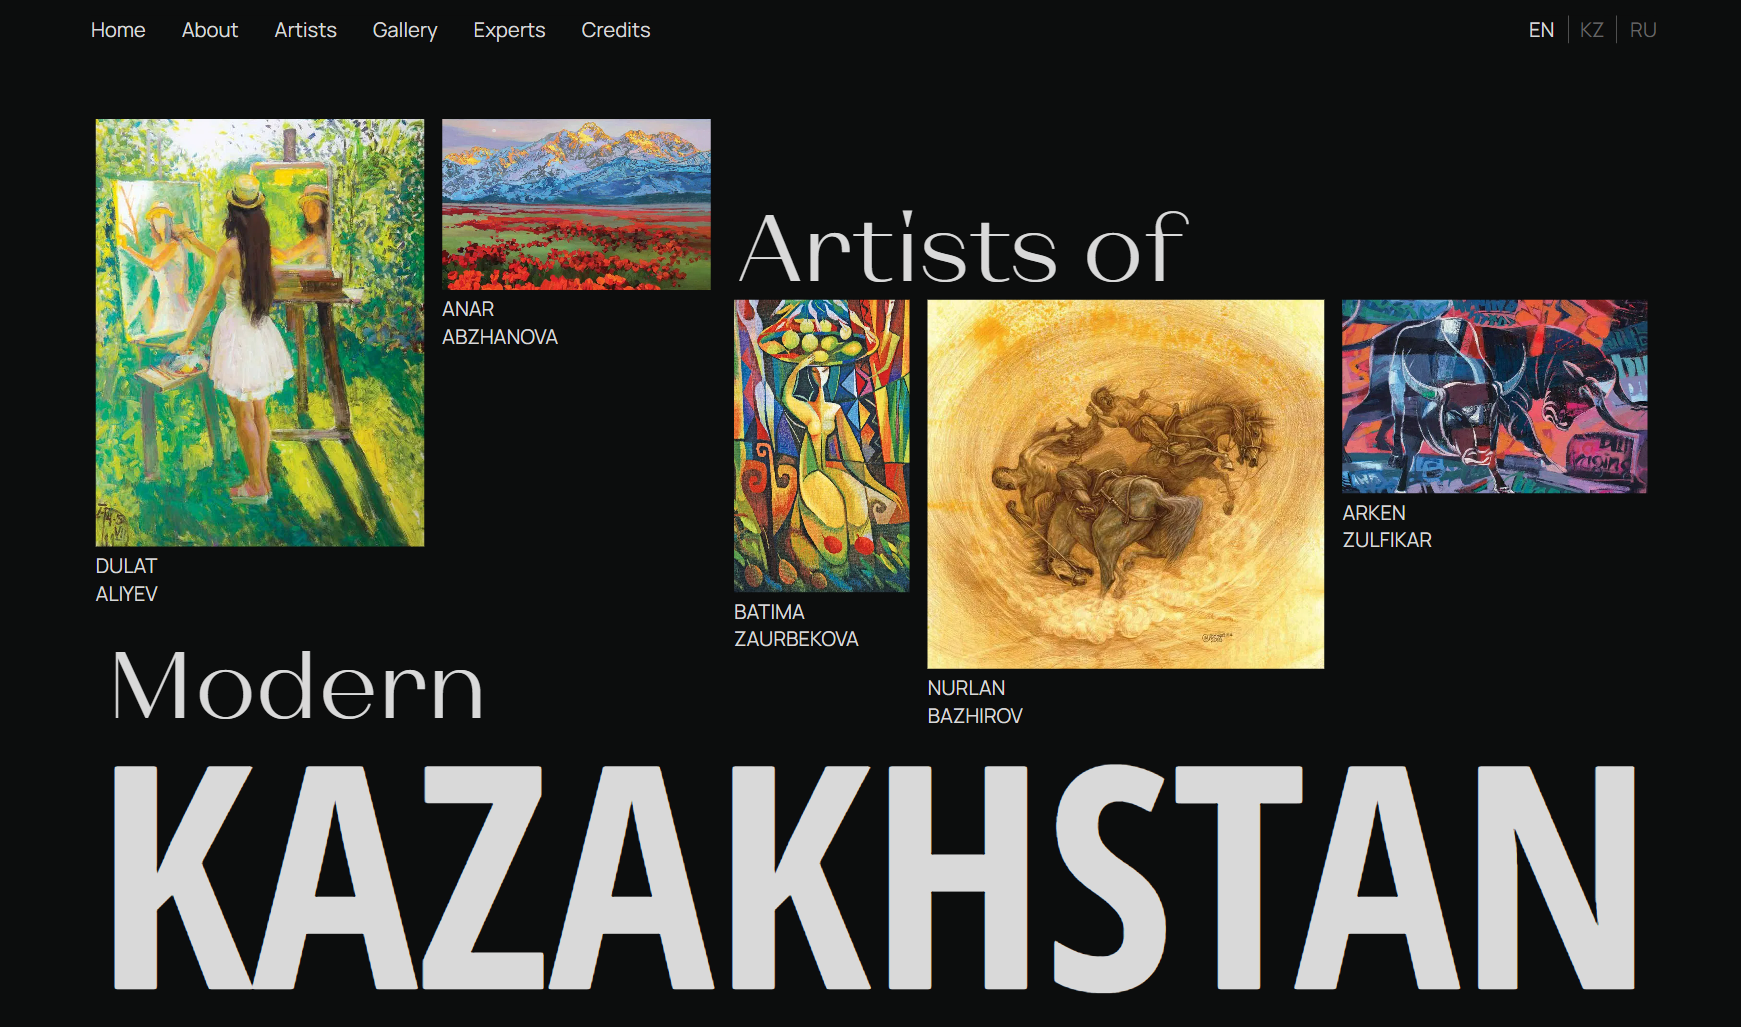 Home About Artists Gallery Experts Credits
EN KZ RU
Artists of
ANAR
ABZHANOVA
ARKEN
ZULFIKAR
DULAT
ALIYEV
BATIMA
ZAURBEKOVA
NURLAN
BAZHIROV
Modern
KAZAKHSTAN